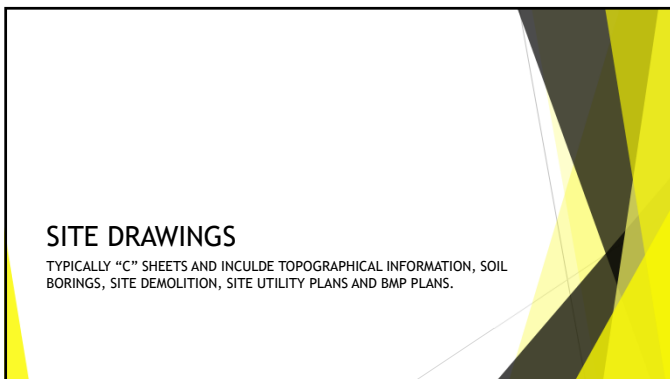 SITE DRAWINGS
TYPICALLY “C” SHEETS AND INCULDE TOPOGRAPHICAL INFORMATION, SOIL
BORINGS, SITE DEMOLITION, SITE UTILITY PLANS AND BMP PLANS.